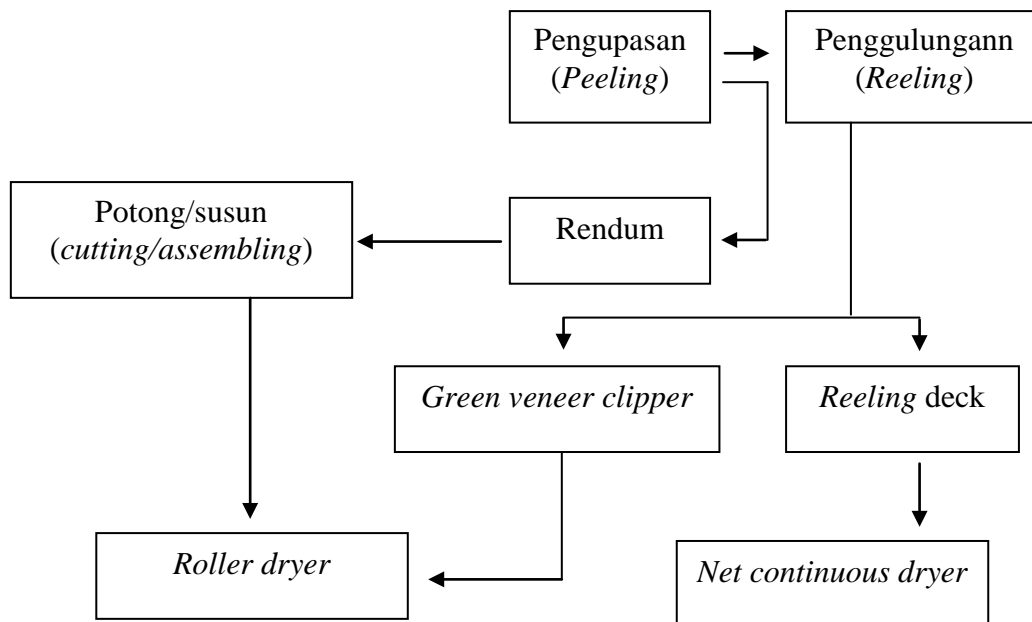 Pengupasan
(Peeling)
Penggulungann
(Reeling)
Potong/susun
(cutting/assembling)
Rendum
Green veneer clipper
Reeling deck
Roller dryer
Net continuous dryer